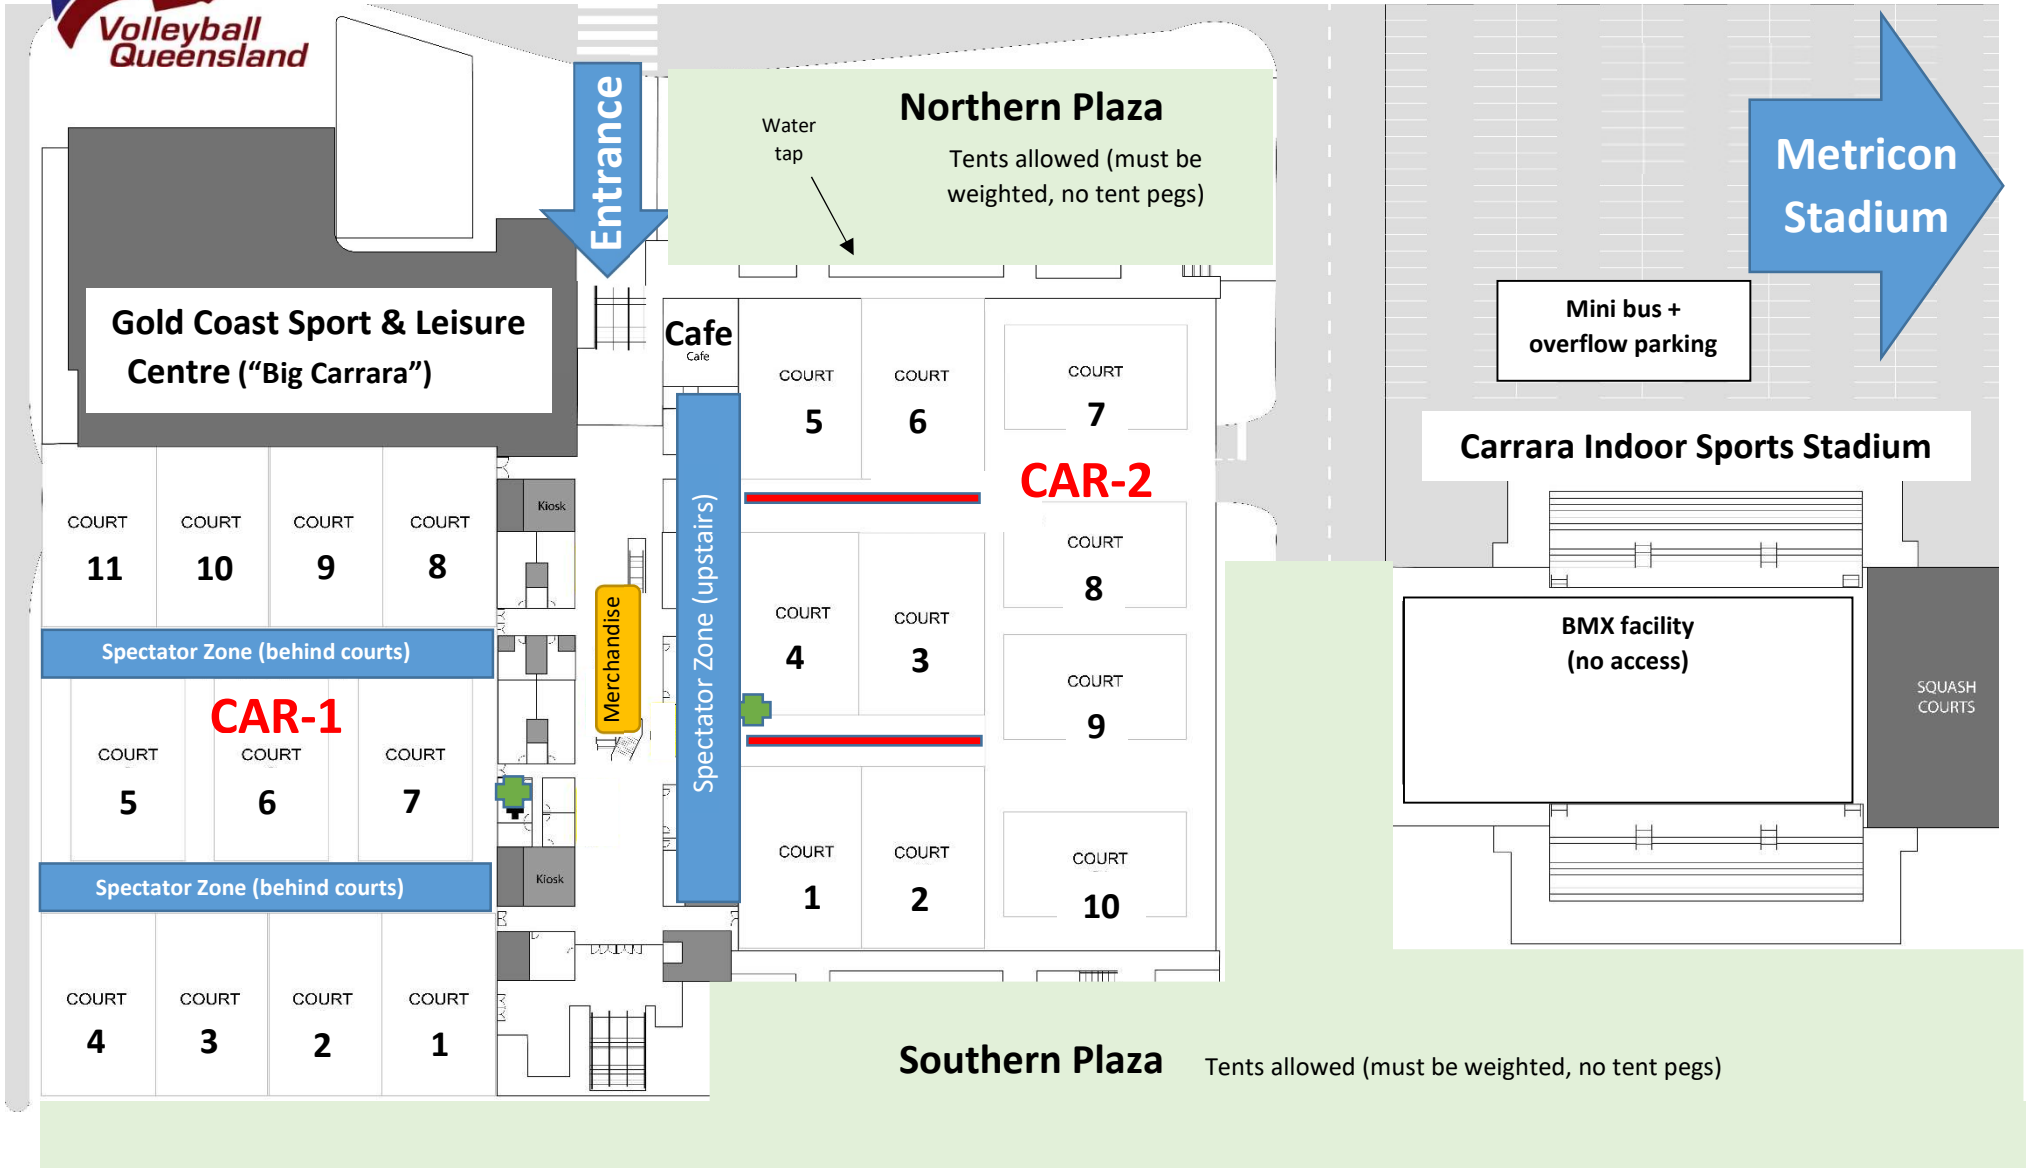 Volleyball
Queensland
Entrance
Northern Plaza
Water
tap
Tents allowed (must be
weighted, no tent pegs)
Metricon
Stadium
Gold Coast Sport & Leisure
Centre (“Big Carrara”)
Cafe
Cafe
Mini bus +
overflow parking
Carrara Indoor Sports Stadium
COURT
5
COURT
6
COURT
7
CAR-2
COURT
11
COURT
10
COURT
9
COURT
8
Kiosk
Spectator Zone (upstairs)
Merchandise
COURT
8
COURT
4
COURT
3
COURT
9
BMX facility
(no access)
SQUASH
COURTS
Spectator Zone (behind courts)
CAR-1
COURT
5
COURT
6
COURT
7
Spectator Zone (behind courts)
Kiosk
COURT
1
COURT
2
COURT
10
COURT
4
COURT
3
COURT
2
COURT
1
Southern Plaza
Tents allowed (must be weighted, no tent pegs)